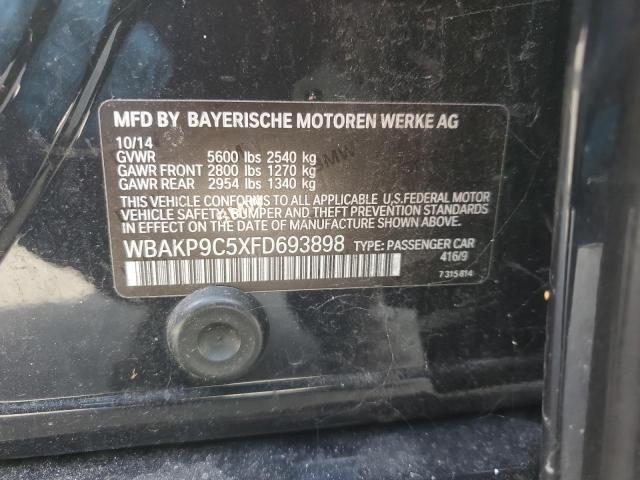 MFD BY BAYERISCHE MOTOREN WERKE AG
10/14
GVWR 5600 lbs 2540 kg
GAWR FRONT 2800 lbs 1270 kg
GAWR REAR 2954 lbs 1340 kg
THIS VEHICLE CONFORMS TO ALL APPLICABLE U.S.FEDERAL MOTOR
VEHICLE SAFETY, BUMPER AND THEFT PREVENTION STANDARDS
IN EFFECT ON THE DATE OF MANUFACTURE SHOWN ABOVE.
WBAKP9C5XFD693898 TYPE: PASSENGER CAR
416/9
7 315 814